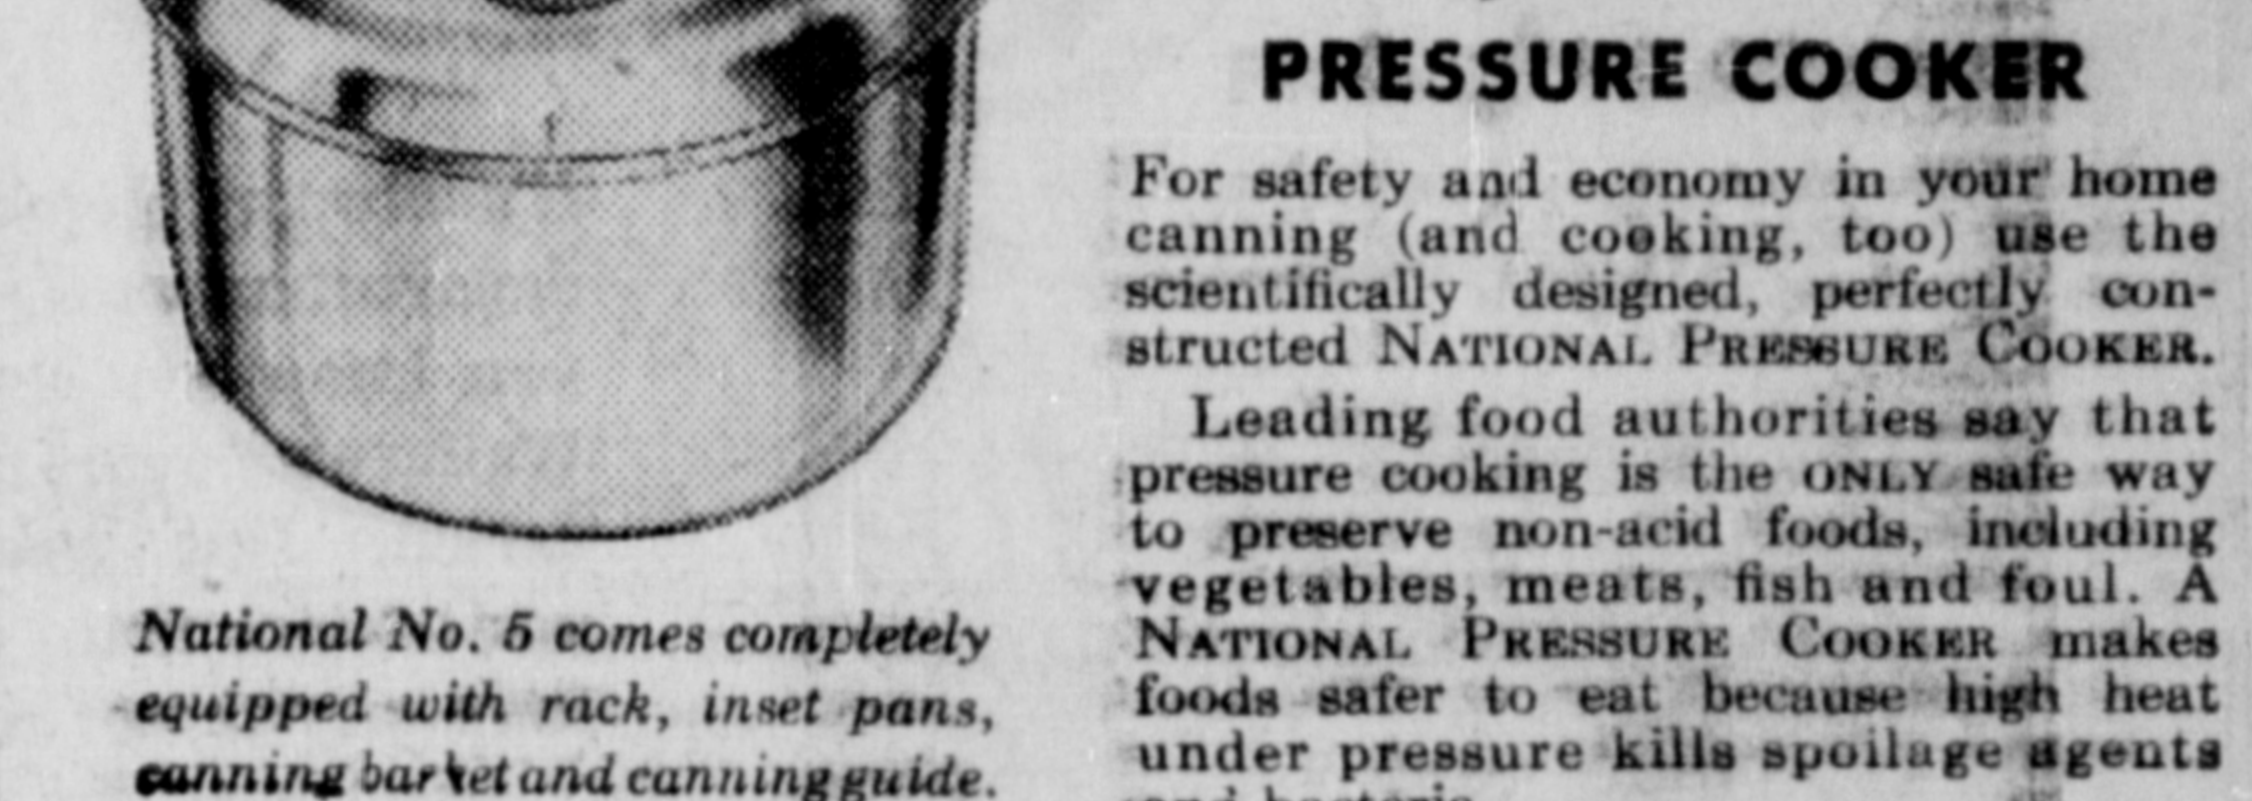 PRESSURE COOKER
For safety and economy in your home
canning (and cooking, too) use the
scientifically designed, perfectly con-
structed NATIONAL PRESSURE COOKER.
Leading food authorities say that
pressure cooking is the ONLY safe way
to preserve non-acid foods, including
vegetables, meats, fish and foul. A
NATIONAL PRESSURE COOKER makes
foods safer to eat because high heat
under pressure kills spoilage agents
National No. 5 comes completely
equipped with rack, inset pans,
canning basket and canning guide.